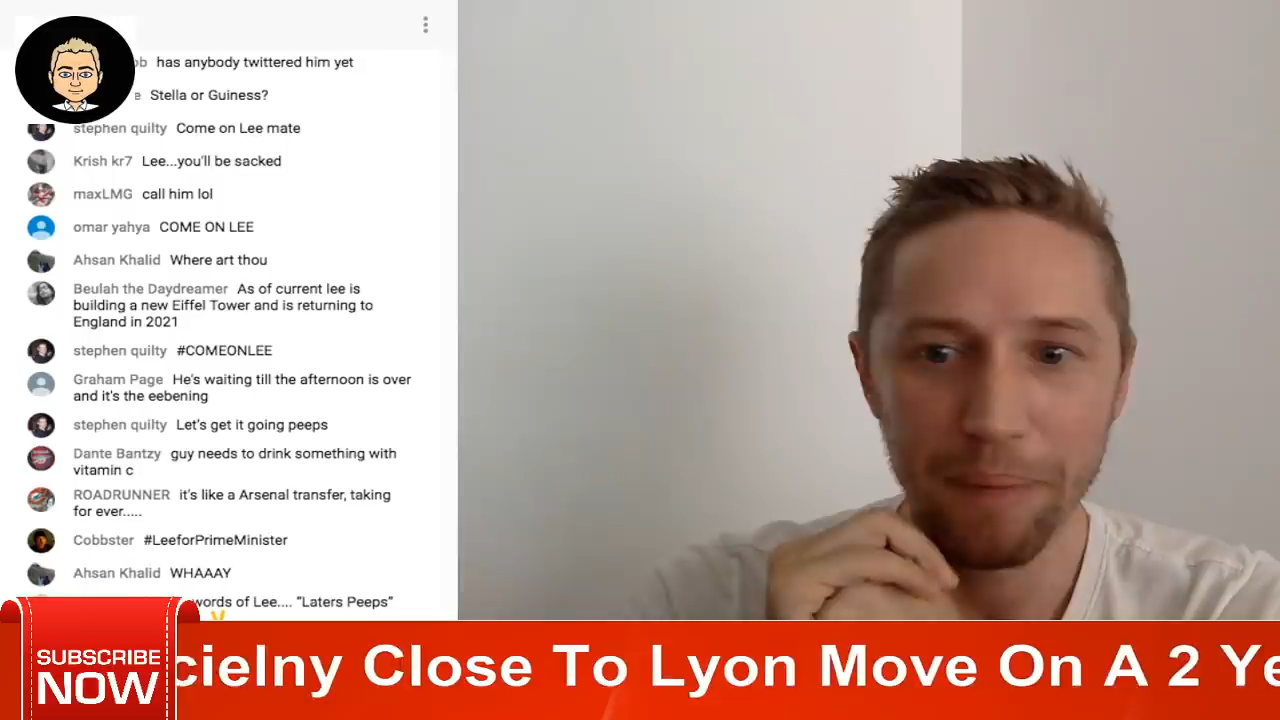 ob has anybody twittered him yet
e Stella or Guiness?
stephen quilty Come on Lee mate
Krish kr7 Lee...you'll be sacked
maxLMG call him lol
omar yahya COME ON LEE
Ahsan Khalid Where art thou
Beulah the Daydreamer As of current lee is
building a new Eiffel Tower and is returning to
England in 2021
stephen quilty #COMEONLEE
Graham Page He's waiting till the afternoon is over
and it's the eebening
stephen quilty Let's get it going peeps
Dante Bantzy guy needs to drink something with
vitamin c
ROADRUNNER it's like a Arsenal transfer, taking
for ever.....
Cobbster #LeeforPrimeMinister
Ahsan Khalid WHAAAY
words of Lee.... “Laters Peeps”
SUBSCRIBE
NOW
cielny Close To Lyon Move On A 2 Ye